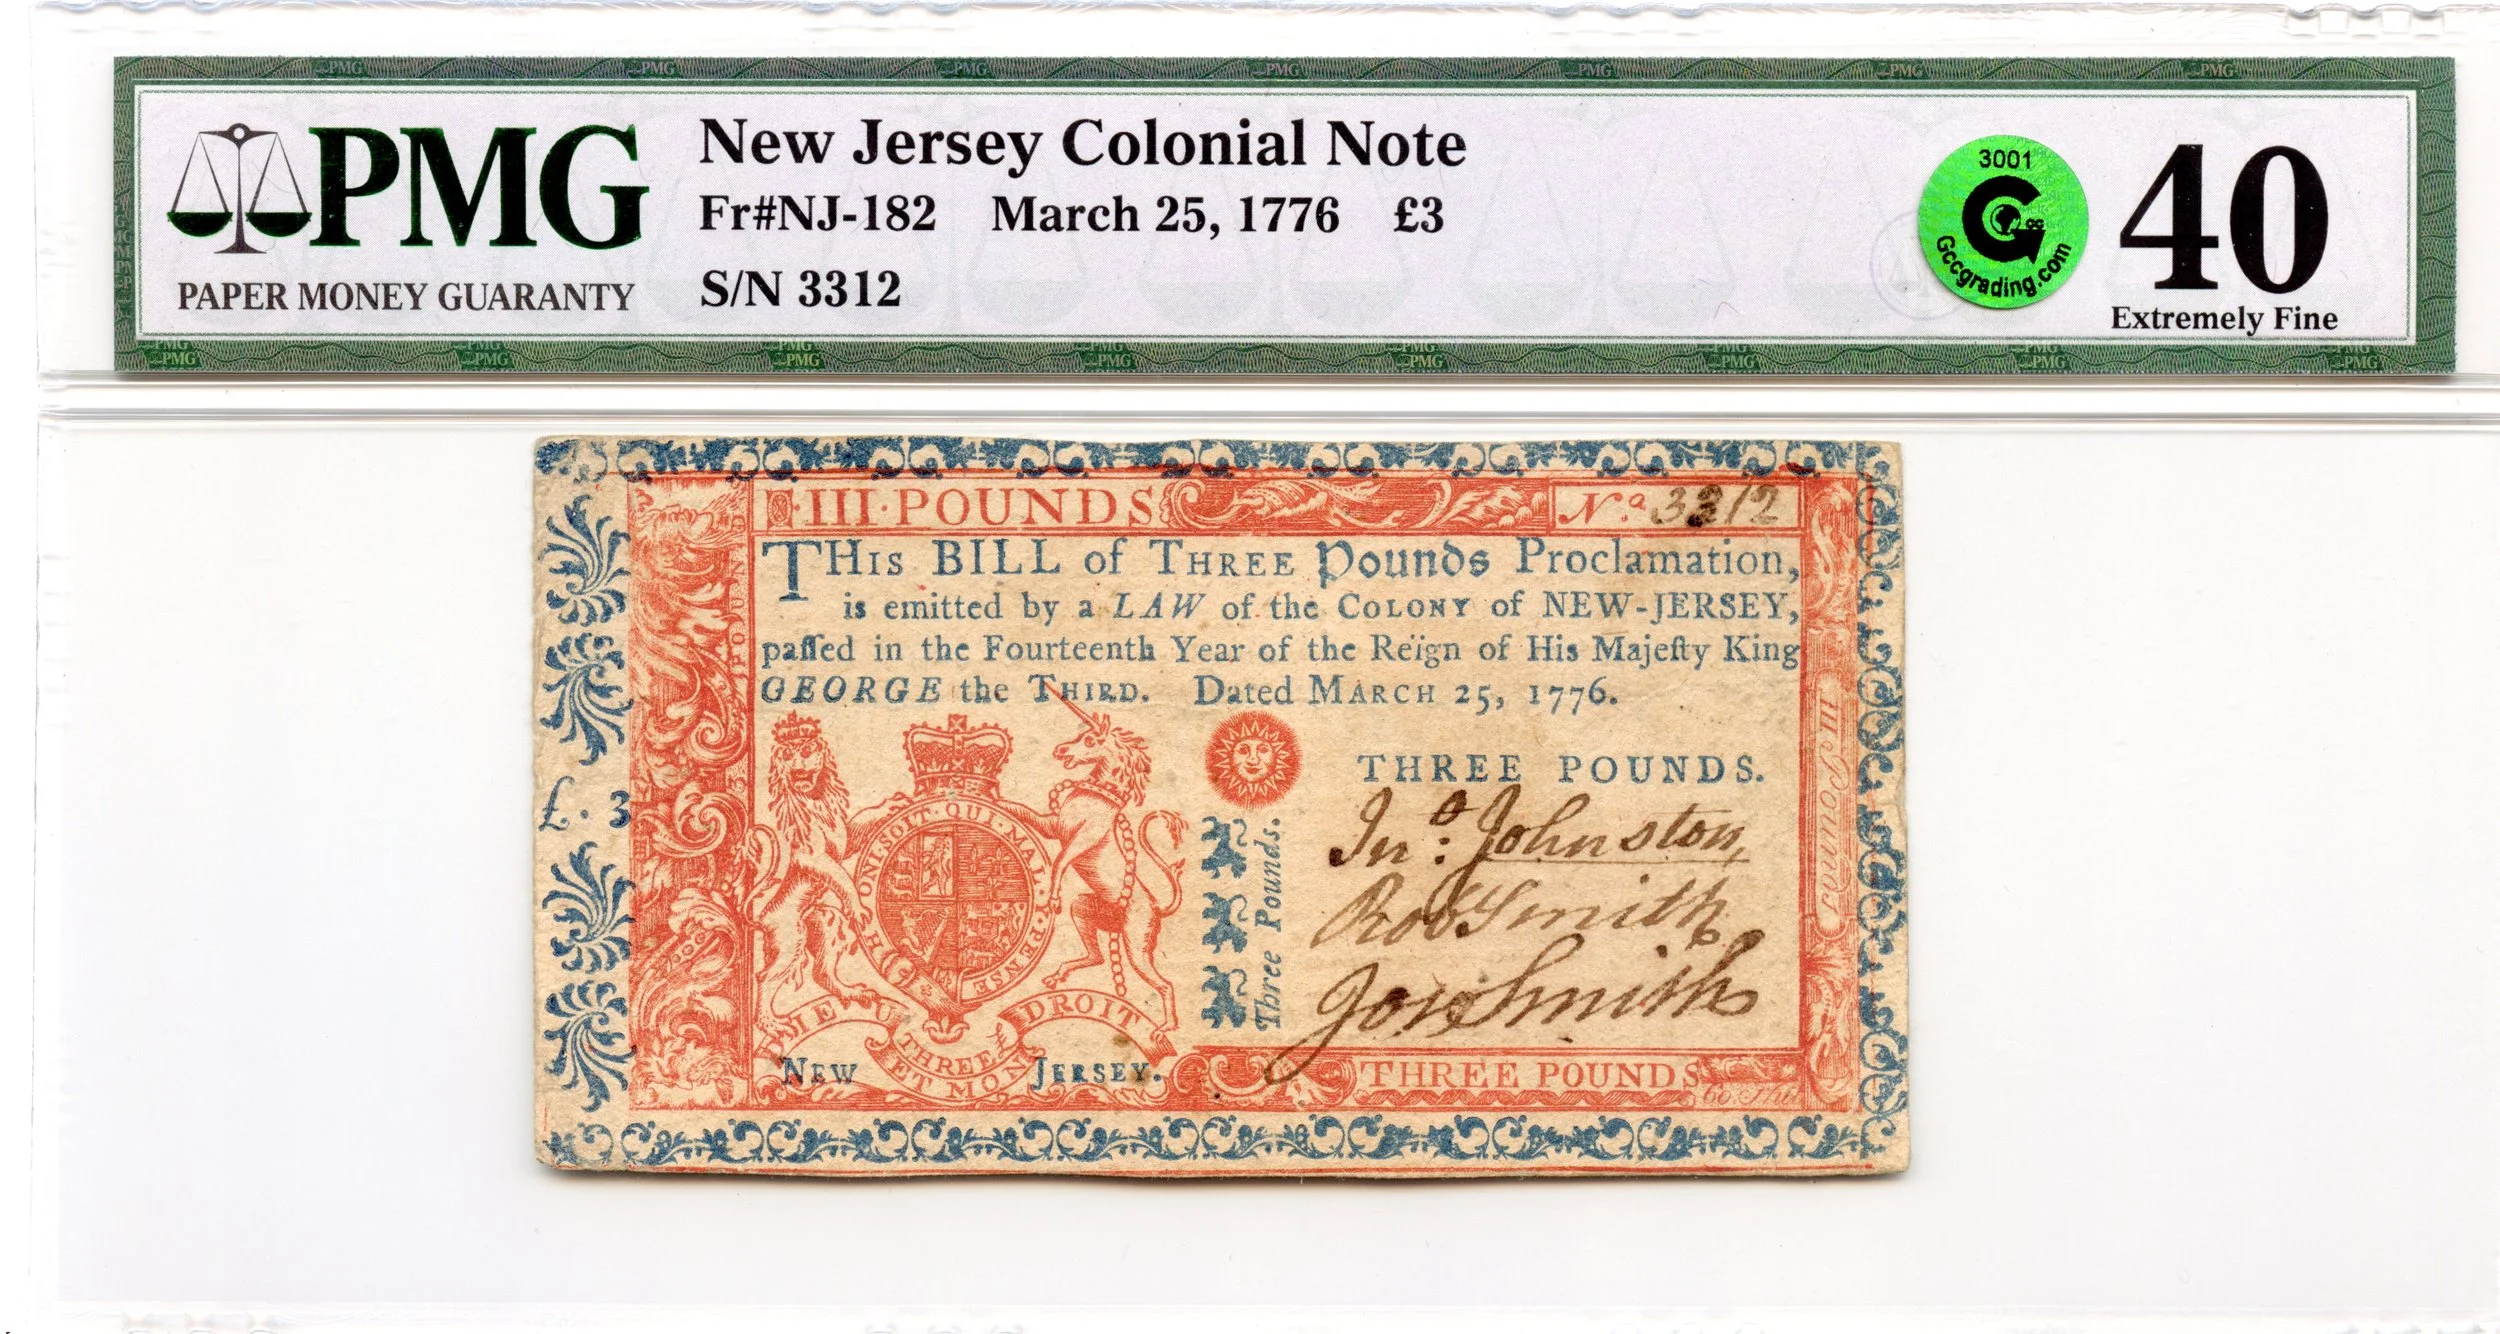 PMG
PAPER MONEY GUARANTY
New Jersey Colonial Note
Fr#NJ-182 March 25, 1776 £3
S/N 3312
3001
Gccgrading.com
40
Extremely Fine
III·POUNDS
Nº. 3312
THIS BILL of THREE Pounds Proclamation,
is emitted by a LAW of the COLONY of NEW-JERSEY,
paſſed in the Fourteenth Year of the Reign of His Majeſty King
GEORGE the THIRD. Dated MARCH 25, 1776.
THREE POUNDS.
£. 3
HONI·SOIT·QUI·MAL·Y·PENSE
Three Pounds.
Jnº: Johnston,
Rob Smith
Jos Smith
DIEU DROIT
THREE £
ET MON
NEW JERSEY.
THREE POUNDS
III Pounds III